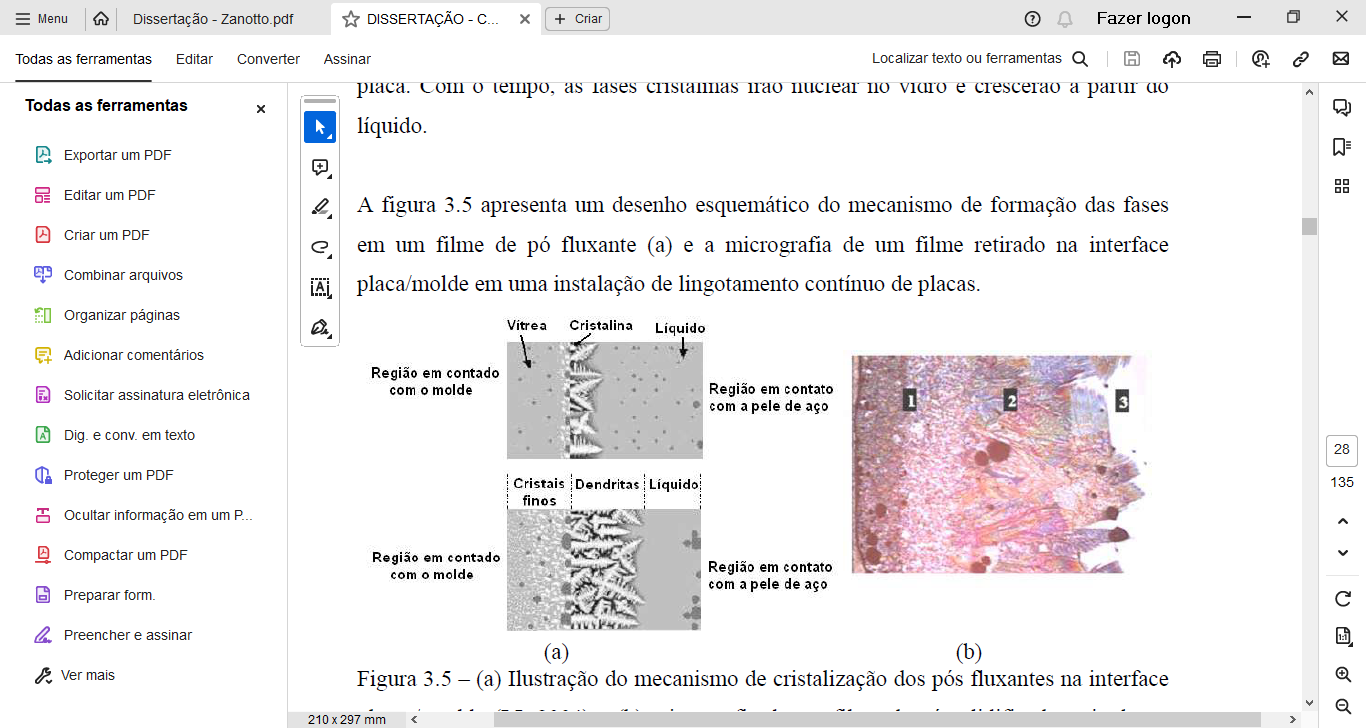 Menu
Dissertação - Zanotto.pdf
DISSERTAÇÃO - C...
Criar
Fazer logon
Todas as ferramentas
Editar
Converter
Assinar
Localizar texto ou ferramentas
Todas as ferramentas
Exportar um PDF
Editar um PDF
Criar um PDF
Combinar arquivos
Organizar páginas
Adicionar comentários
Solicitar assinatura eletrônica
Dig. e conv. em texto
Proteger um PDF
Ocultar informação em um P...
Compactar um PDF
Preparar form.
Preencher e assinar
Ver mais
placa. Com o tempo, as fases cristalinas irão nuclear no vidro e crescerão a partir do
líquido.
A figura 3.5 apresenta um desenho esquemático do mecanismo de formação das fases
em um filme de pó fluxante (a) e a micrografia de um filme retirado na interface
placa/molde em uma instalação de lingotamento contínuo de placas.
Vítrea
Cristalina
Líquido
Região em contado
com o molde
Região em contato
com a pele de aço
Cristais
finos
Dendritas
Líquido
Região em contado
com o molde
Região em contato
com a pele de aço
1
2
3
(a)
(b)
Figura 3.5 – (a) Ilustração do mecanismo de cristalização dos pós fluxantes na interface
210 x 297 mm
28
135